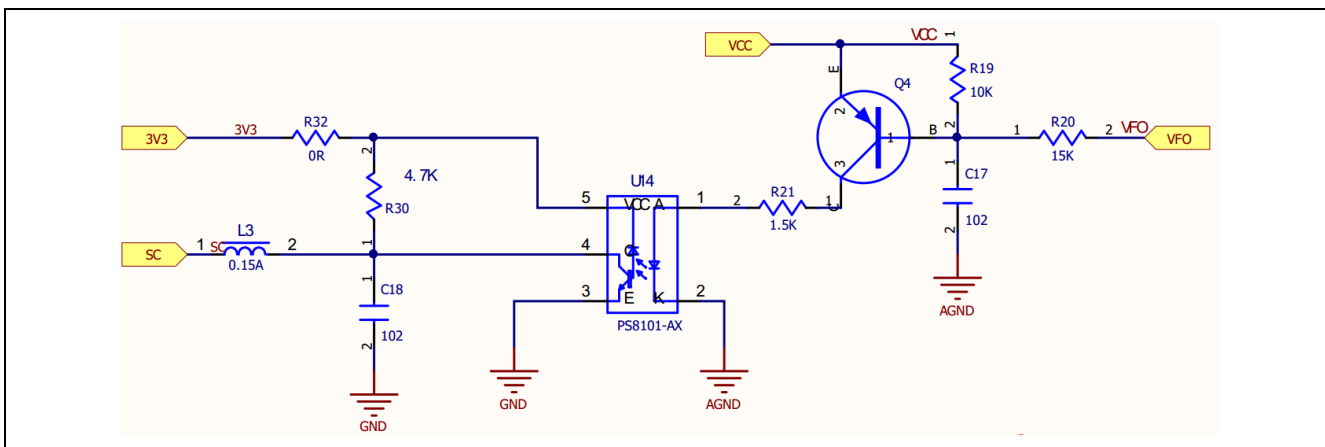 VCC
VCC
1
R19
10K
2
E
Q4
2
1
B
3
1
C
3V3
3V3
R32
0R
2
4.7K
R30
1
1
R20
15K
2
VFO
VFO
1
C17
102
2
AGND
U14
5
VCC
A
1
2
R21
1.5K
SC
1
SC
L3
0.15A
2
4
C
3
E
K
2
PS8101-AX
1
C18
102
2
GND
GND
AGND